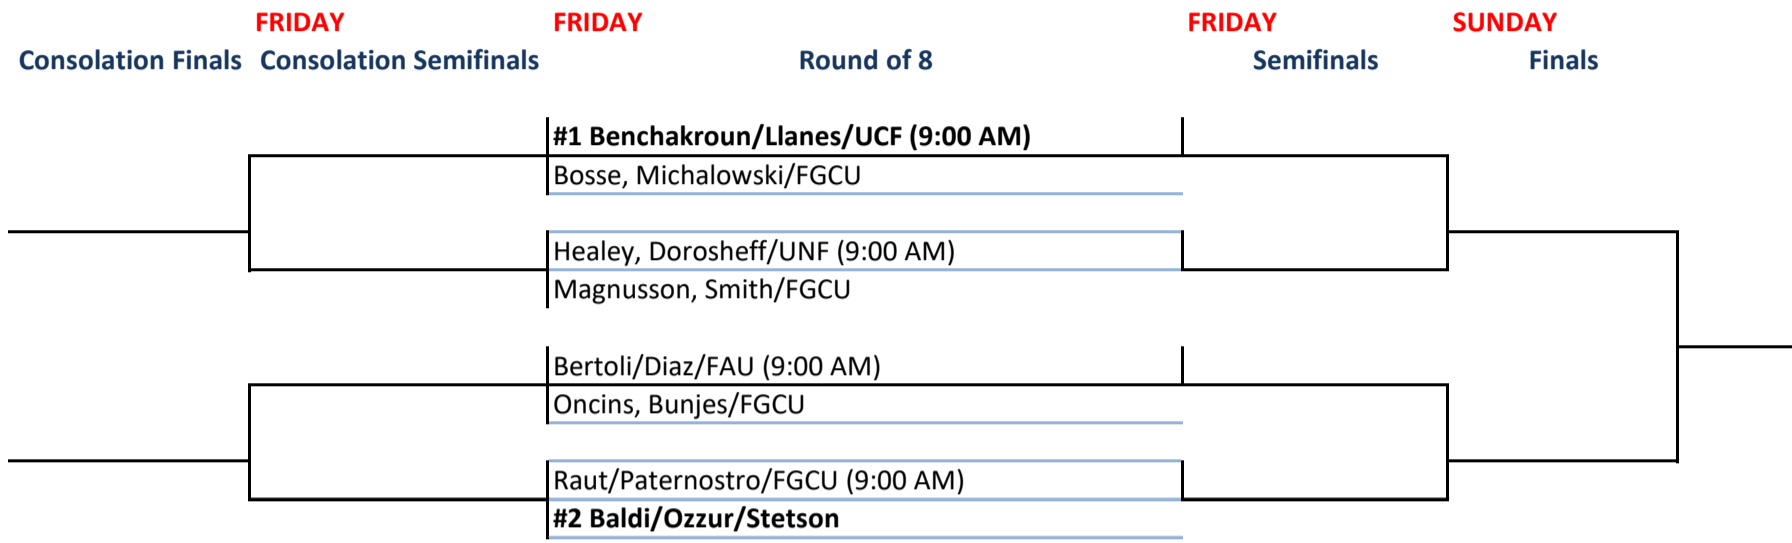 FRIDAY FRIDAY FRIDAY SUNDAY
Consolation Finals Consolation Semifinals Round of 8 Semifinals Finals
#1 Benchakroun/Llanes/UCF (9:00 AM)
Bosse, Michalowski/FGCU
Healey, Dorosheff/UNF (9:00 AM)
Magnusson, Smith/FGCU
Bertoli/Diaz/FAU (9:00 AM)
Oncins, Bunjes/FGCU
Raut/Paternostro/FGCU (9:00 AM)
#2 Baldi/Ozzur/Stetson